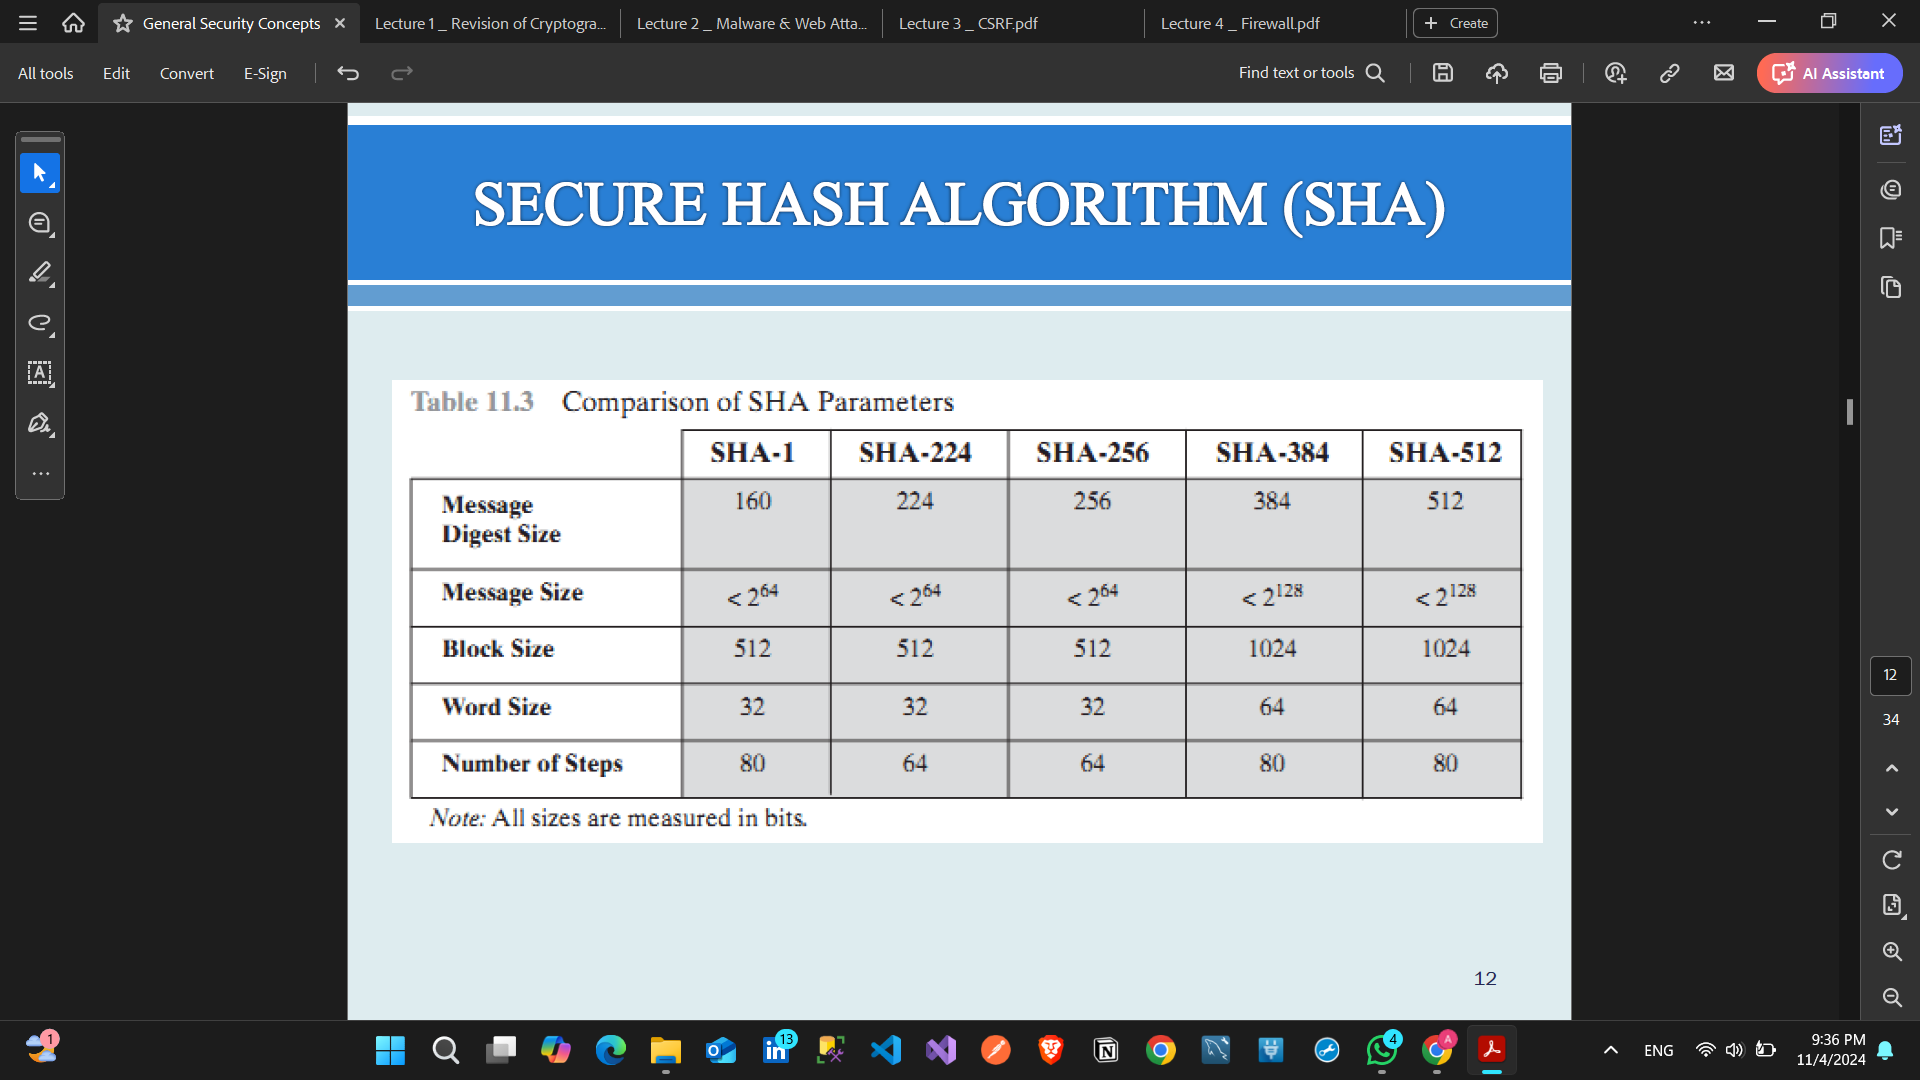 General Security Concepts
Lecture 1 _ Revision of Cryptogra...
Lecture 2 _ Malware & Web Atta...
Lecture 3 _ CSRF.pdf
Lecture 4 _ Firewall.pdf
Create
All tools
Edit
Convert
E-Sign
Find text or tools
AI Assistant
SECURE HASH ALGORITHM (SHA)
Table 11.3 Comparison of SHA Parameters
SHA-1 SHA-224 SHA-256 SHA-384 SHA-512
Message Digest Size 160 224 256 384 512
Message Size < 2^64 < 2^64 < 2^64 < 2^128 < 2^128
Block Size 512 512 512 1024 1024
Word Size 32 32 32 64 64
Number of Steps 80 64 64 80 80
Note: All sizes are measured in bits.
12
12
34
1
13
4
A
ENG
9:36 PM
11/4/2024